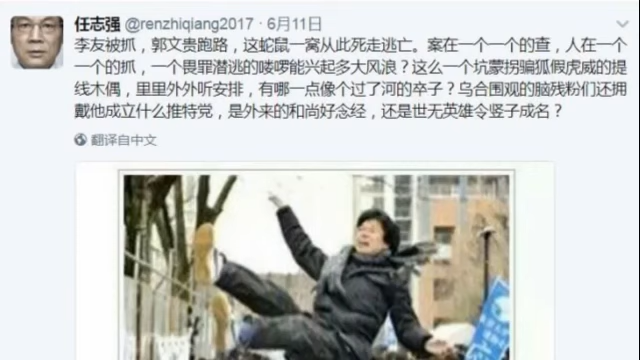 任志强 @renzhiqiang2017 · 6月11日
李友被抓，郭文贵跑路，这蛇鼠一窝从此死走逃亡。案在一个一个的查，人在一个
一个的抓，一个畏罪潜逃的喽啰能兴起多大风浪？这么一个坑蒙拐骗狐假虎威的提
线木偶，里里外外听安排，有哪一点像个过了河的卒子？乌合围观的脑残粉们还拥
戴他成立什么推特党，是外来的和尚好念经，还是世无英雄令竖子成名？
翻译自中文